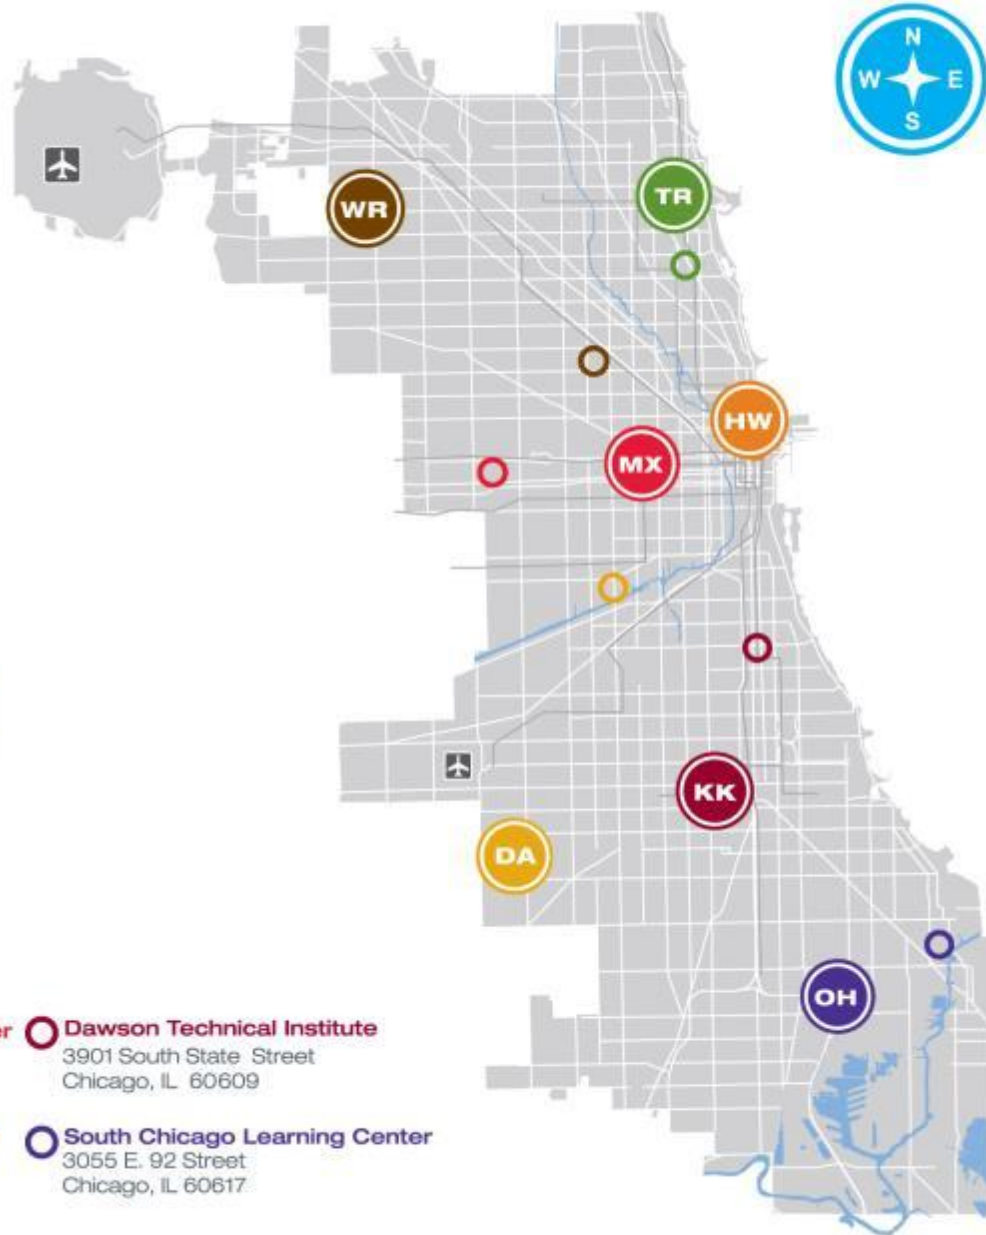 N
W E
S
WR
TR
HW
MX
KK
DA
OH
er
Dawson Technical Institute
3901 South State Street
Chicago, IL 60609
South Chicago Learning Center
3055 E. 92 Street
Chicago, IL 60617